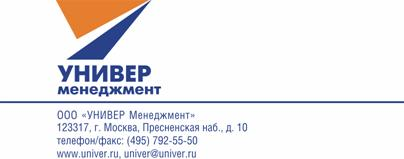 УНИВЕР
менеджмент
ООО «УНИВЕР Менеджмент»
123317, г. Москва, Пресненская наб., д. 10
телефон/факс: (495) 792-55-50
www.univer.ru, univer@univer.ru